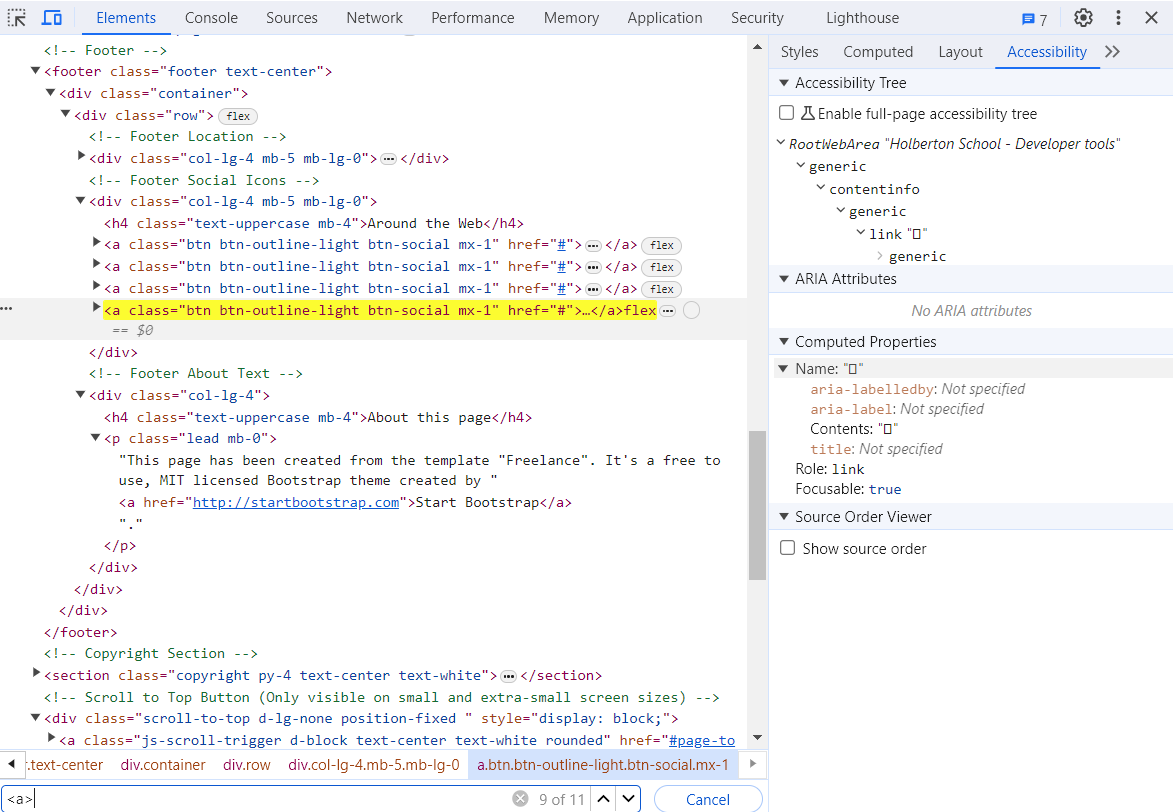 Elements Console Sources Network Performance Memory Application Security Lighthouse 7
<!-- Footer -->
<footer class="footer text-center">
<div class="container">
<div class="row"> flex
<!-- Footer Location -->
<div class="col-lg-4 mb-5 mb-lg-0"> … </div>
<!-- Footer Social Icons -->
<div class="col-lg-4 mb-5 mb-lg-0">
<h4 class="text-uppercase mb-4">Around the Web</h4>
<a class="btn btn-outline-light btn-social mx-1" href="#"> … </a> flex
<a class="btn btn-outline-light btn-social mx-1" href="#"> … </a> flex
<a class="btn btn-outline-light btn-social mx-1" href="#"> … </a> flex
<a class="btn btn-outline-light btn-social mx-1" href="#">…</a>flex …
== $0
</div>
<!-- Footer About Text -->
<div class="col-lg-4">
<h4 class="text-uppercase mb-4">About this page</h4>
<p class="lead mb-0">
"This page has been created from the template "Freelance". It's a free to
use, MIT licensed Bootstrap theme created by "
<a href="http://startbootstrap.com">Start Bootstrap</a>
"."
</p>
</div>
</div>
</div>
</footer>
<!-- Copyright Section -->
<section class="copyright py-4 text-center text-white"> … </section>
<!-- Scroll to Top Button (Only visible on small and extra-small screen sizes) -->
<div class="scroll-to-top d-lg-none position-fixed " style="display: block;">
<a class="js-scroll-trigger d-block text-center text-white rounded" href="#page-to
r.text-center div.container div.row div.col-lg-4.mb-5.mb-lg-0 a.btn.btn-outline-light.btn-social.mx-1
<a> 9 of 11 Cancel
Styles Computed Layout Accessibility
Accessibility Tree
Enable full-page accessibility tree
RootWebArea "Holberton School - Developer tools"
generic
contentinfo
generic
link "▯"
generic
ARIA Attributes
No ARIA attributes
Computed Properties
Name: "▯"
aria-labelledby: Not specified
aria-label: Not specified
Contents: "▯"
title: Not specified
Role: link
Focusable: true
Source Order Viewer
Show source order